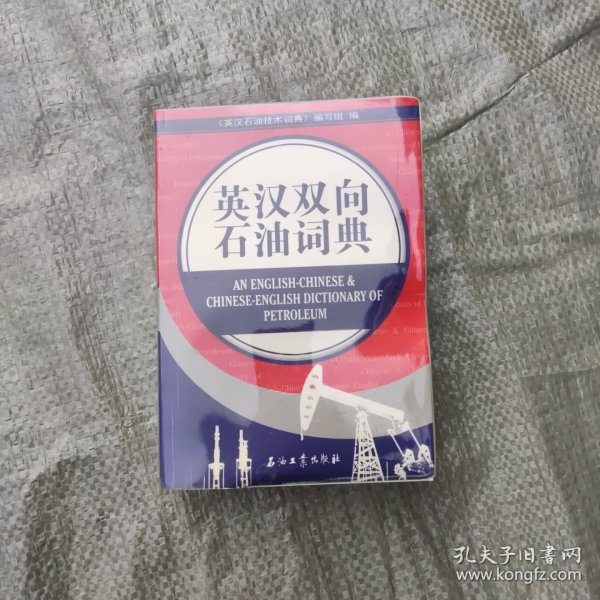 《英汉石油技术词典》编写组 编
英汉双向
石油词典
AN ENGLISH-CHINESE &
CHINESE-ENGLISH DICTIONARY OF
PETROLEUM
石油工业出版社
孔夫子旧书网
www.kongfz.com